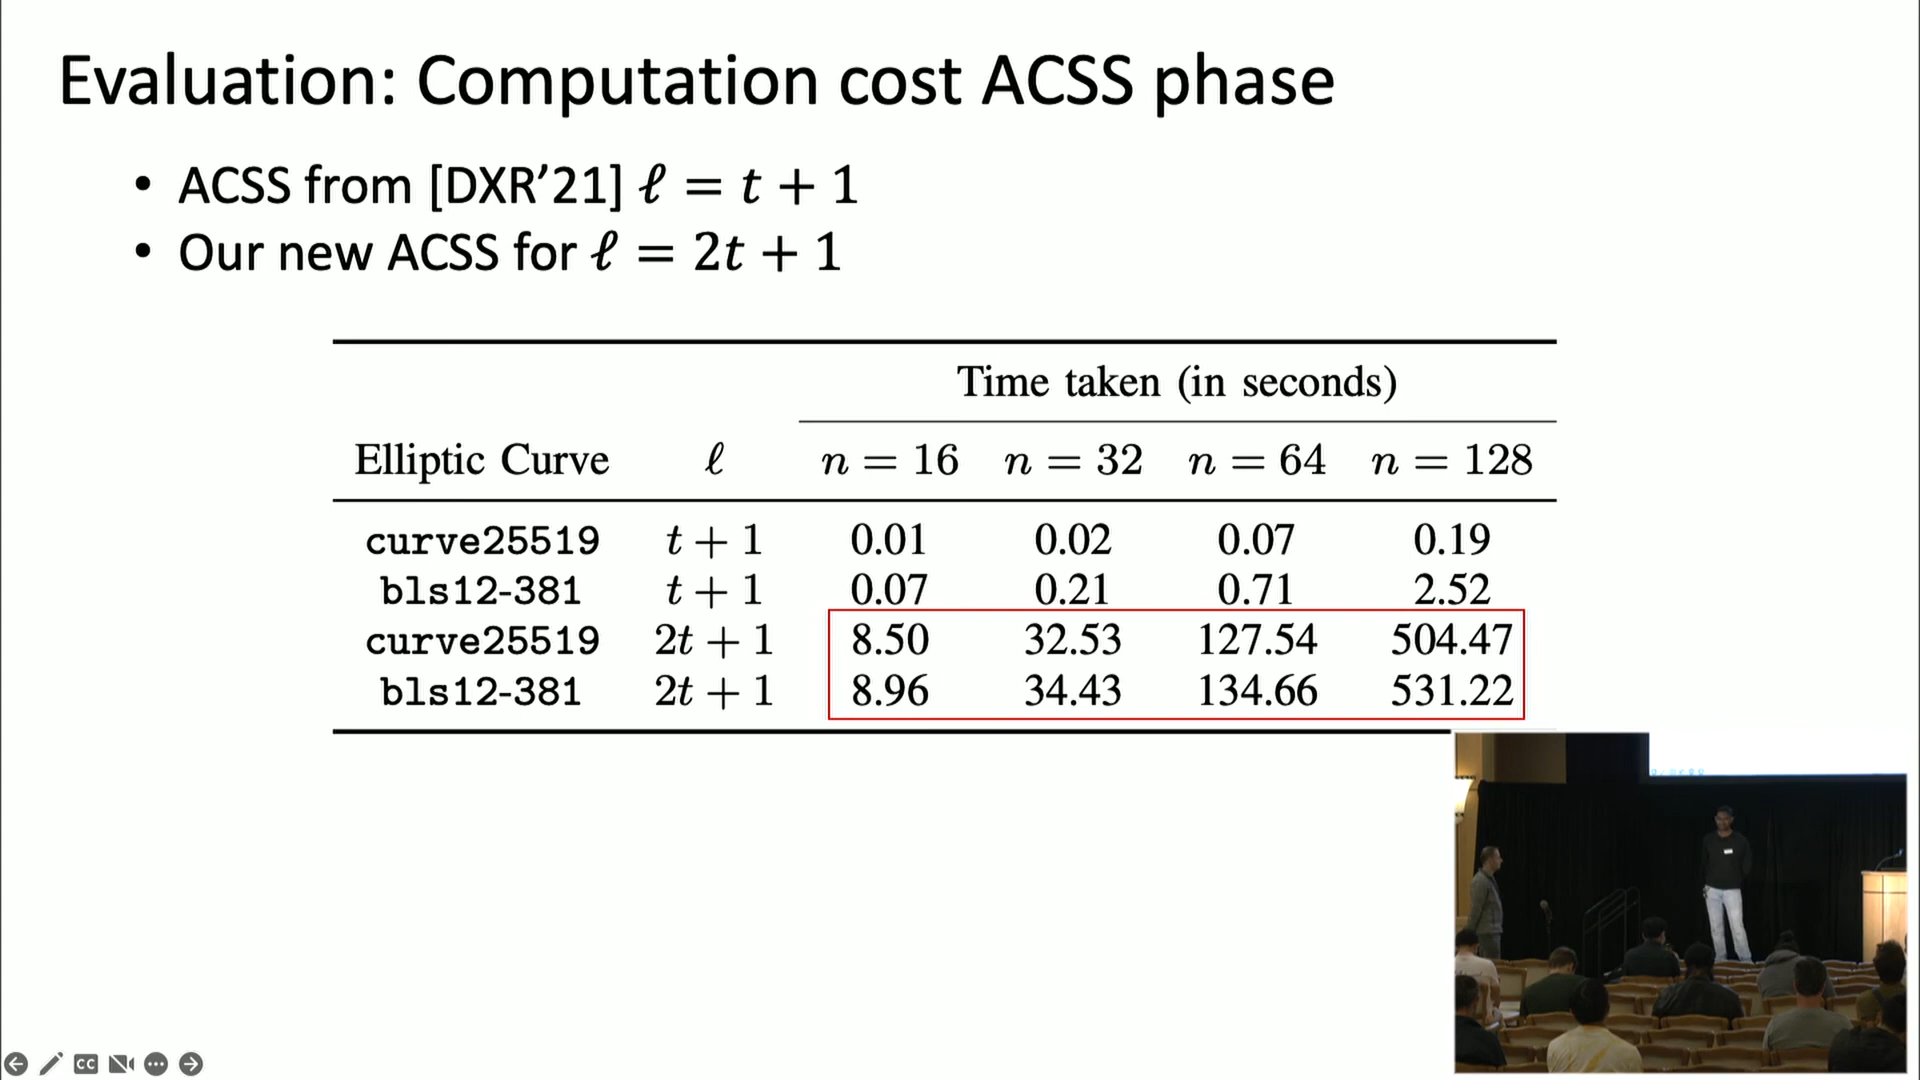 Evaluation: Computation cost ACSS phase
• ACSS from [DXR’21] ℓ = t + 1
• Our new ACSS for ℓ = 2t + 1
Time taken (in seconds)
Elliptic Curve ℓ n = 16 n = 32 n = 64 n = 128
curve25519 t + 1 0.01 0.02 0.07 0.19
bls12-381 t + 1 0.07 0.21 0.71 2.52
curve25519 2t + 1 8.50 32.53 127.54 504.47
bls12-381 2t + 1 8.96 34.43 134.66 531.22
CC